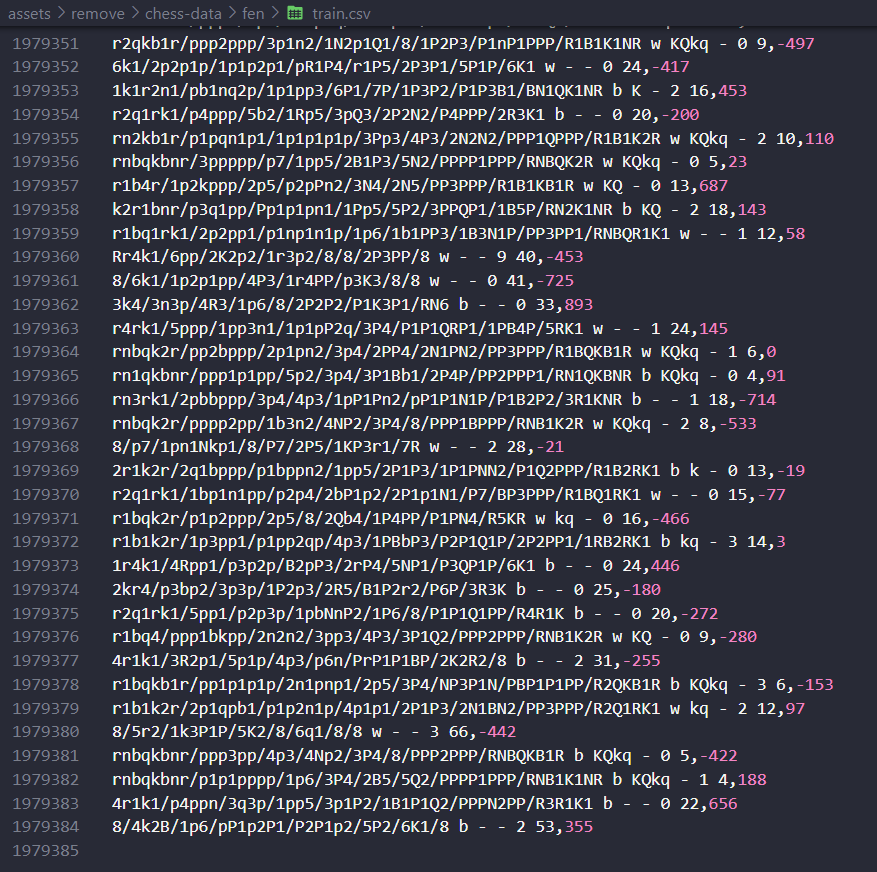 assets > remove > chess-data > fen > train.csv
1979351 r2qkb1r/ppp2ppp/3p1n2/1N2p1Q1/8/1P2P3/P1nP1PPP/R1B1K1NR w KQkq - 0 9,-497
1979352 6k1/2p2p1p/1p1p2p1/pR1P4/r1P5/2P3P1/5P1P/6K1 w - - 0 24,-417
1979353 1k1r2n1/pb1nq2p/1p1pp3/6P1/7P/1P3P2/P1P3B1/BN1QK1NR b K - 2 16,453
1979354 r2q1rk1/p4ppp/5b2/1Rp5/3pQ3/2P2N2/P4PPP/2R3K1 b - - 0 20,-200
1979355 rn2kb1r/p1pqn1p1/1p1p1p1p/3Pp3/4P3/2N2N2/PPP1QPPP/R1B1K2R w KQkq - 2 10,110
1979356 rnbqkbnr/3ppppp/p7/1pp5/2B1P3/5N2/PPPP1PPP/RNBQK2R w KQkq - 0 5,23
1979357 r1b4r/1p2kppp/2p5/p2pPn2/3N4/2N5/PP3PPP/R1B1KB1R w KQ - 0 13,687
1979358 k2r1bnr/p3q1pp/Pp1p1pn1/1Pp5/5P2/3PPQP1/1B5P/RN2K1NR b KQ - 2 18,143
1979359 r1bq1rk1/2p2pp1/p1np1n1p/1p6/1b1PP3/1B3N1P/PP3PP1/RNBQR1K1 w - - 1 12,58
1979360 Rr4k1/6pp/2K2p2/1r3p2/8/8/2P3PP/8 w - - 9 40,-453
1979361 8/6k1/1p2p1pp/4P3/1r4PP/p3K3/8/8 w - - 0 41,-725
1979362 3k4/3n3p/4R3/1p6/8/2P2P2/P1K3P1/RN6 b - - 0 33,893
1979363 r4rk1/5ppp/1pp3n1/1p1pP2q/3P4/P1P1QRP1/1PB4P/5RK1 w - - 1 24,145
1979364 rnbqk2r/pp2bppp/2p1pn2/3p4/2PP4/2N1PN2/PP3PPP/R1BQKB1R w KQkq - 1 6,0
1979365 rn1qkbnr/ppp1p1pp/5p2/3p4/3P1Bb1/2P4P/PP2PPP1/RN1QKBNR b KQkq - 0 4,91
1979366 rn3rk1/2pbbppp/3p4/4p3/1pP1Pn2/pP1P1N1P/P1B2P2/3R1KNR b - - 1 18,-714
1979367 rnbqk2r/pppp2pp/1b3n2/4NP2/3P4/8/PPP1BPPP/RNB1K2R w KQkq - 2 8,-533
1979368 8/p7/1pn1Nkp1/8/P7/2P5/1KP3r1/7R w - - 2 28,-21
1979369 2r1k2r/2q1bppp/p1bppn2/1pp5/2P1P3/1P1PNN2/P1Q2PPP/R1B2RK1 b k - 0 13,-19
1979370 r2q1rk1/1bp1n1pp/p2p4/2bP1p2/2P1p1N1/P7/BP3PPP/R1BQ1RK1 w - - 0 15,-77
1979371 r1bqk2r/p1p2ppp/2p5/8/2Qb4/1P4PP/P1PN4/R5KR w kq - 0 16,-466
1979372 r1b1k2r/1p3pp1/p1pp2qp/4p3/1PBbP3/P2P1Q1P/2P2PP1/1RB2RK1 b kq - 3 14,3
1979373 1r4k1/4Rpp1/p3p2p/B2pP3/2rP4/5NP1/P3QP1P/6K1 b - - 0 24,446
1979374 2kr4/p3bp2/3p3p/1P2p3/2R5/B1P2r2/P6P/3R3K b - - 0 25,-180
1979375 r2q1rk1/5pp1/p2p3p/1pbNnP2/1P6/8/P1P1Q1PP/R4R1K b - - 0 20,-272
1979376 r1bq4/ppp1bkpp/2n2n2/3pp3/4P3/3P1Q2/PPP2PPP/RNB1K2R w KQ - 0 9,-280
1979377 4r1k1/3R2p1/5p1p/4p3/p6n/PrP1P1BP/2K2R2/8 b - - 2 31,-255
1979378 r1bqkb1r/pp1p1p1p/2n1pnp1/2p5/3P4/NP3P1N/PBP1P1PP/R2QKB1R b KQkq - 3 6,-153
1979379 r1b1k2r/2p1qpb1/p1p2n1p/4p1p1/2P1P3/2N1BN2/PP3PPP/R2Q1RK1 w kq - 2 12,97
1979380 8/5r2/1k3P1P/5K2/8/6q1/8/8 w - - 3 66,-442
1979381 rnbqkbnr/ppp3pp/4p3/4Np2/3P4/8/PPP2PPP/RNBQKB1R b KQkq - 0 5,-422
1979382 rnbqkbnr/p1p1pppp/1p6/3P4/2B5/5Q2/PPPP1PPP/RNB1K1NR b KQkq - 1 4,188
1979383 4r1k1/p4ppn/3q3p/1pp5/3p1P2/1B1P1Q2/PPPN2PP/R3R1K1 b - - 0 22,656
1979384 8/4k2B/1p6/pP1p2P1/P2P1p2/5P2/6K1/8 b - - 2 53,355
1979385